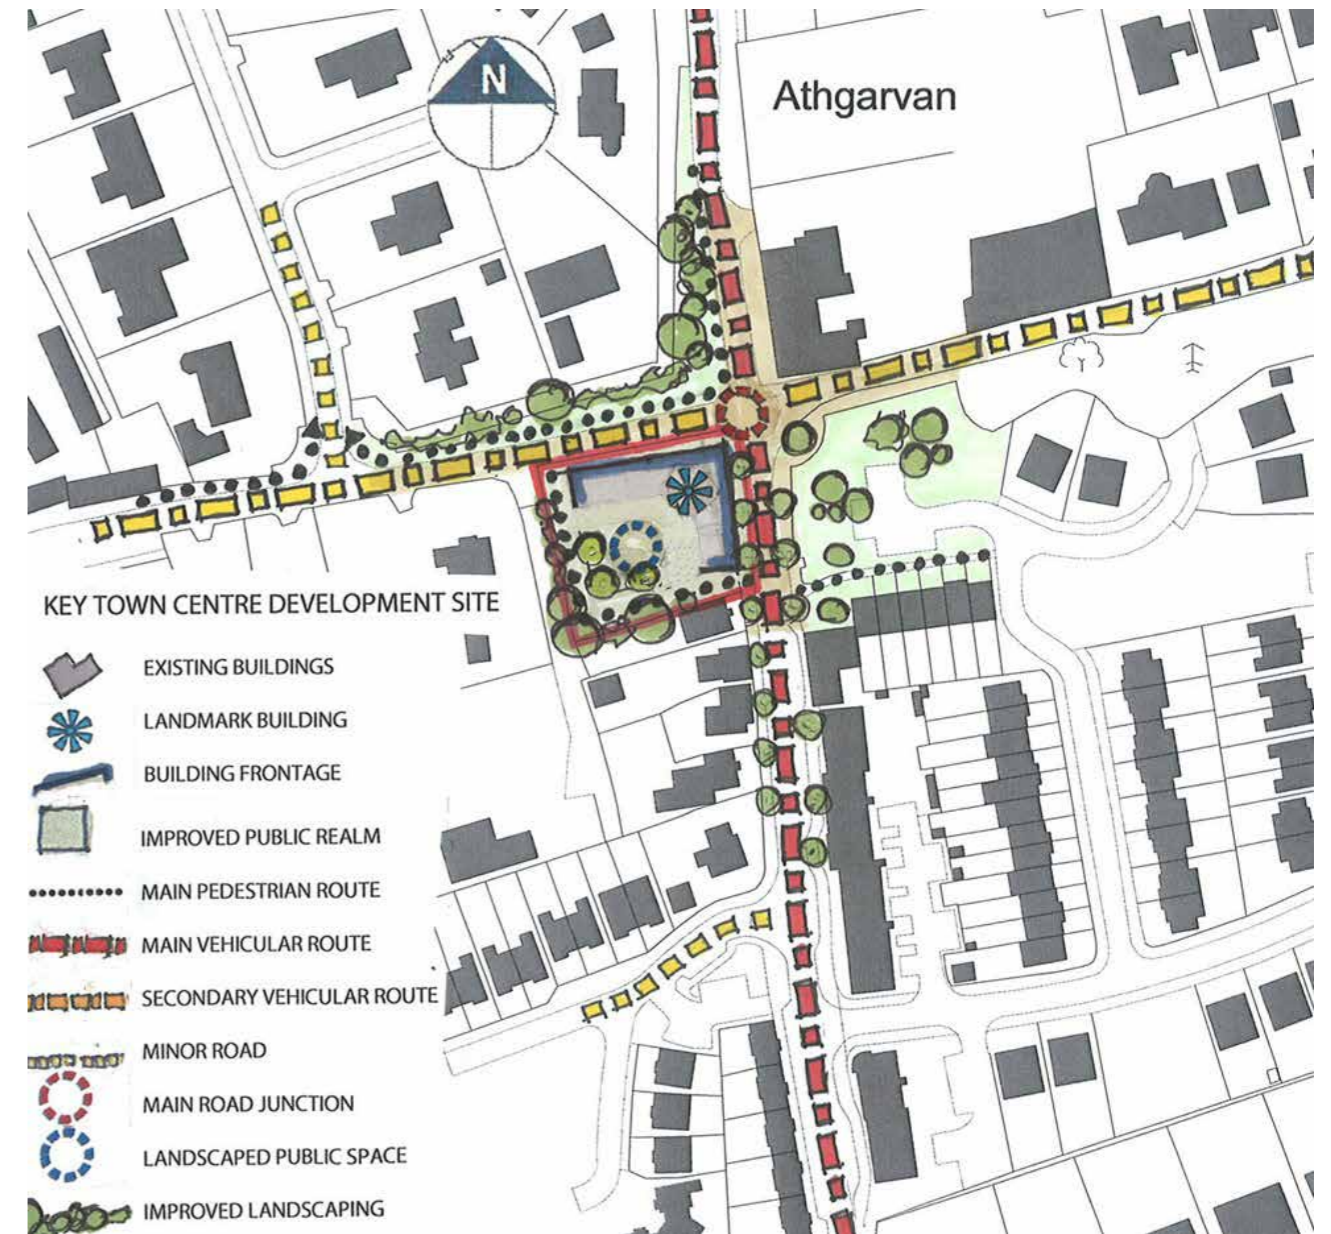 N
Athgarvan
KEY TOWN CENTRE DEVELOPMENT SITE
EXISTING BUILDINGS
LANDMARK BUILDING
BUILDING FRONTAGE
IMPROVED PUBLIC REALM
MAIN PEDESTRIAN ROUTE
MAIN VEHICULAR ROUTE
SECONDARY VEHICULAR ROUTE
MINOR ROAD
MAIN ROAD JUNCTION
LANDSCAPED PUBLIC SPACE
IMPROVED LANDSCAPING